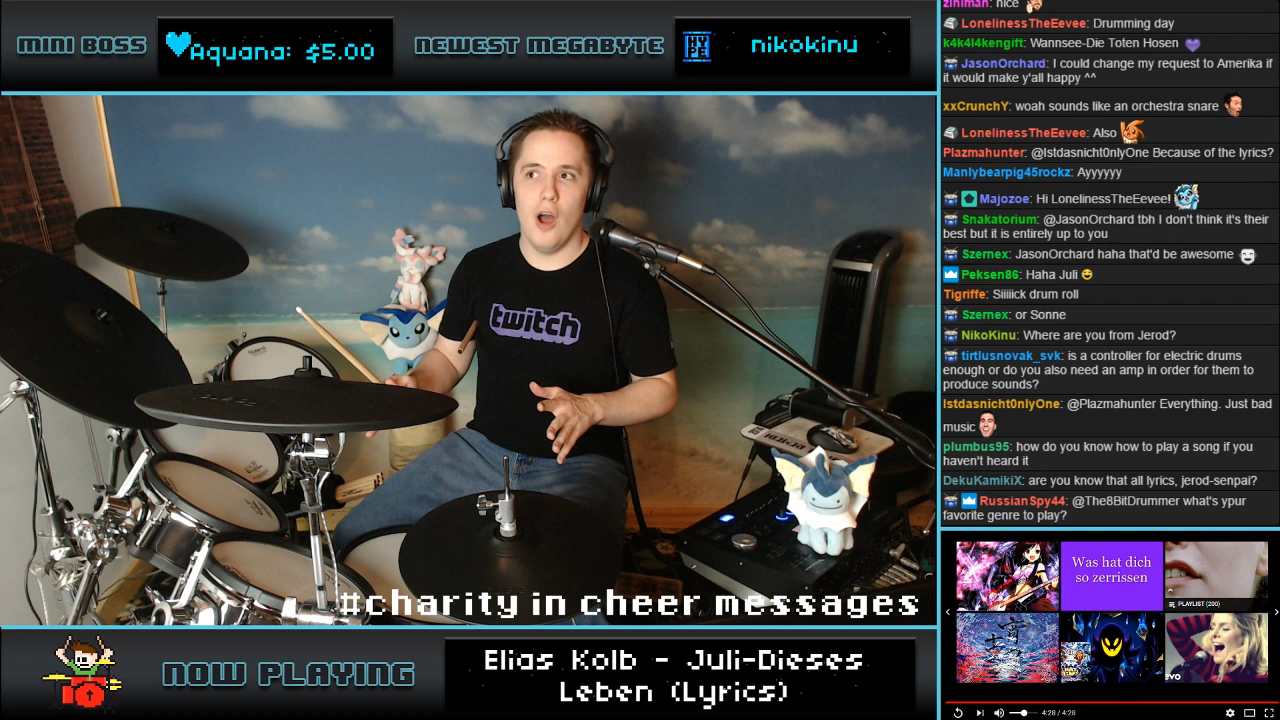 MINI BOSS
Aquana: $5.00
NEWEST MEGABYTE
HYPE
nikokinu
twitch
#charity in cheer messages
NOW PLAYING
Elias Kolb - Juli-Dieses
Leben (Lyrics)
ziniman: nice
LonelinessTheEevee: Drumming day
k4k4l4kengift: Wannsee-Die Toten Hosen
JasonOrchard: I could change my request to Amerika if
it would make y'all happy ^^
xxCrunchY: woah sounds like an orchestra snare
LonelinessTheEevee: Also
Plazmahunter: @Istdasnicht0nlyOne Because of the lyrics?
Manlybearpig45rockz: Ayyyyyy
Majozoe: Hi LonelinessTheEevee!
Snakatorium: @JasonOrchard tbh I don't think it's their
best but it is entirely up to you
Szernex: JasonOrchard haha that'd be awesome
Peksen86: Haha Juli
Tigriffe: Siiiiick drum roll
Szernex: or Sonne
NikoKinu: Where are you from Jerod?
tirtlusnovak_svk: is a controller for electric drums
enough or do you also need an amp in order for them to
produce sounds?
Istdasnicht0nlyOne: @Plazmahunter Everything. Just bad
music
plumbus95: how do you know how to play a song if you
haven't heard it
DekuKamikiX: are you know that all lyrics, jerod-senpai?
RussianSpy44: @The8BitDrummer what's ypur
favorite genre to play?
Was hat dich
so zerrissen
PLAYLIST (200)
evo
4:28 / 4:28